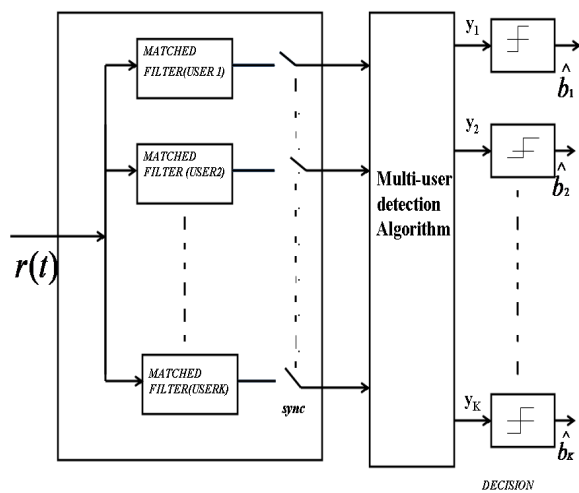 MATCHED
FILTER(USER 1)
y1
b̂1
MATCHED
FILTER (USER2)
y2
b̂2
Multi-user
detection
Algorithm
r(t)
MATCHED
FILTER(USERK)
sync
yK
b̂K
DECISION